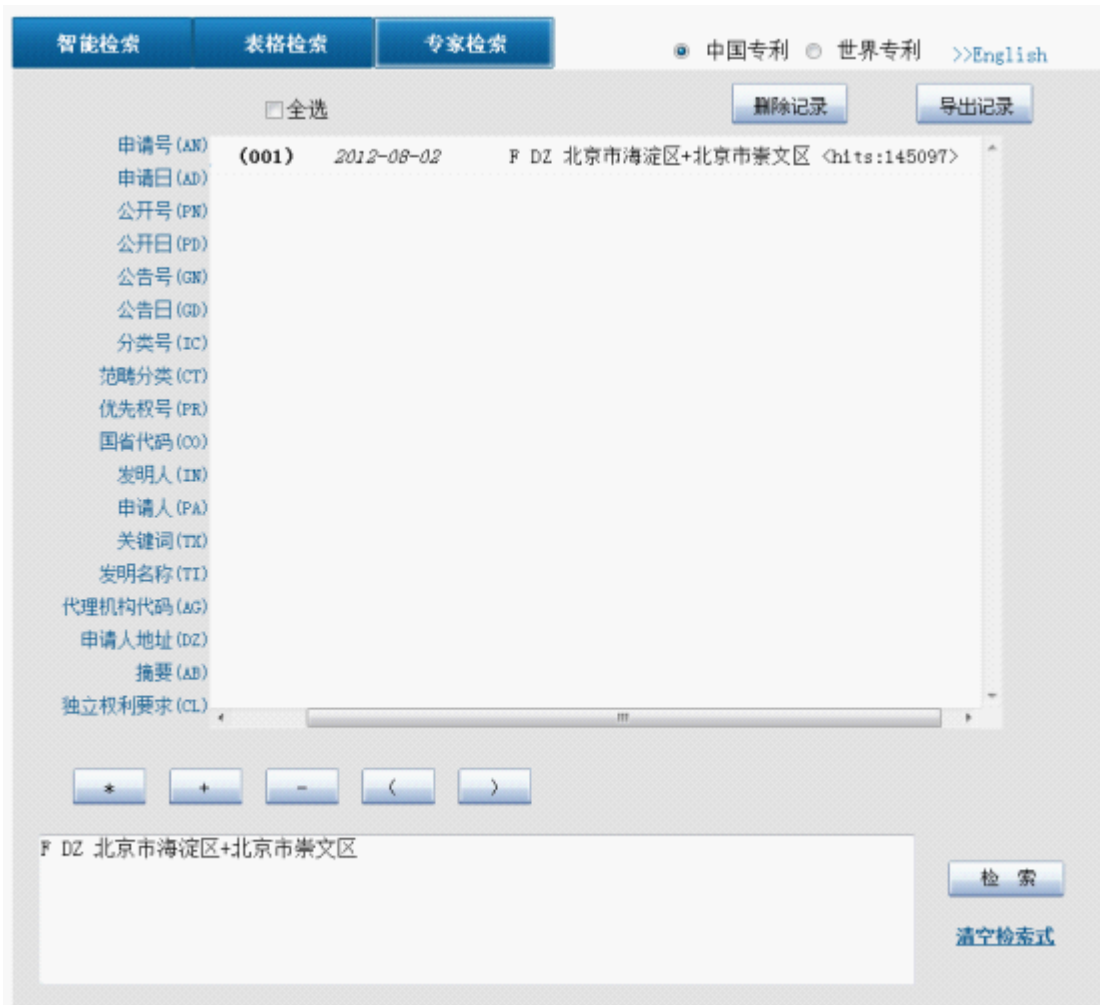 智能检索 表格检索 专家检索 中国专利 世界专利 >>English
全选 删除记录 导出记录
申请号(AN)
(001) 2012-08-02 F DZ 北京市海淀区+北京市崇文区 <hits:145097>
申请日(AD)
公开号(PN)
公开日(PD)
公告号(GN)
公告日(GD)
分类号(IC)
范畴分类(CT)
优先权号(PR)
国省代码(CO)
发明人(IN)
申请人(PA)
关键词(TX)
发明名称(TI)
代理机构代码(AG)
申请人地址(DZ)
摘要(AB)
独立权利要求(CL)
* + - ( )
F DZ 北京市海淀区+北京市崇文区
检 索
清空检索式